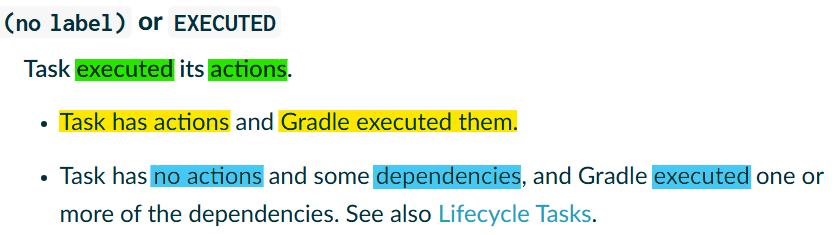 (no label) or EXECUTED
Task executed its actions.
• Task has actions and Gradle executed them.
• Task has no actions and some dependencies, and Gradle executed one or
more of the dependencies. See also Lifecycle Tasks.